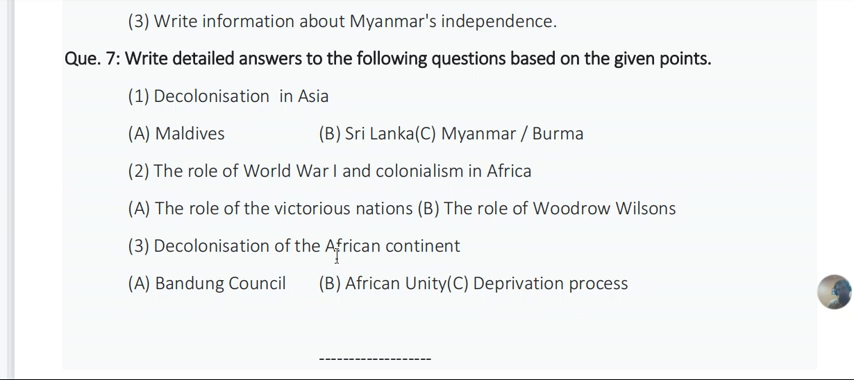 (3) Write information about Myanmar's independence.
Que. 7: Write detailed answers to the following questions based on the given points.
(1) Decolonisation in Asia
(A) Maldives (B) Sri Lanka(C) Myanmar / Burma
(2) The role of World War I and colonialism in Africa
(A) The role of the victorious nations (B) The role of Woodrow Wilsons
(3) Decolonisation of the African continent
(A) Bandung Council (B) African Unity(C) Deprivation process
-------------------